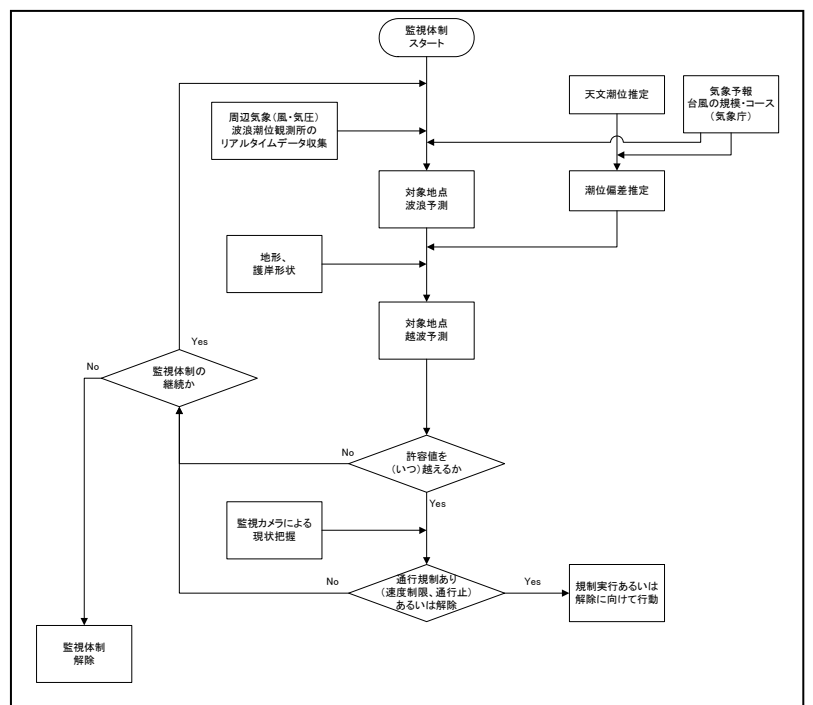 監視体制
スタート
天文潮位推定
気象予報
台風の規模・コース
(気象庁)
周辺気象(風・気圧)
波浪潮位観測所の
リアルタイムデータ収集
対象地点
波浪予測
潮位偏差推定
地形、
護岸形状
対象地点
越波予測
Yes
No
監視体制の
継続か
No
許容値を
(いつ)越えるか
Yes
監視カメラによる
現状把握
No
通行規制あり
(速度制限、通行止)
あるいは解除
Yes
規制実行あるいは
解除に向けて行動
監視体制
解除